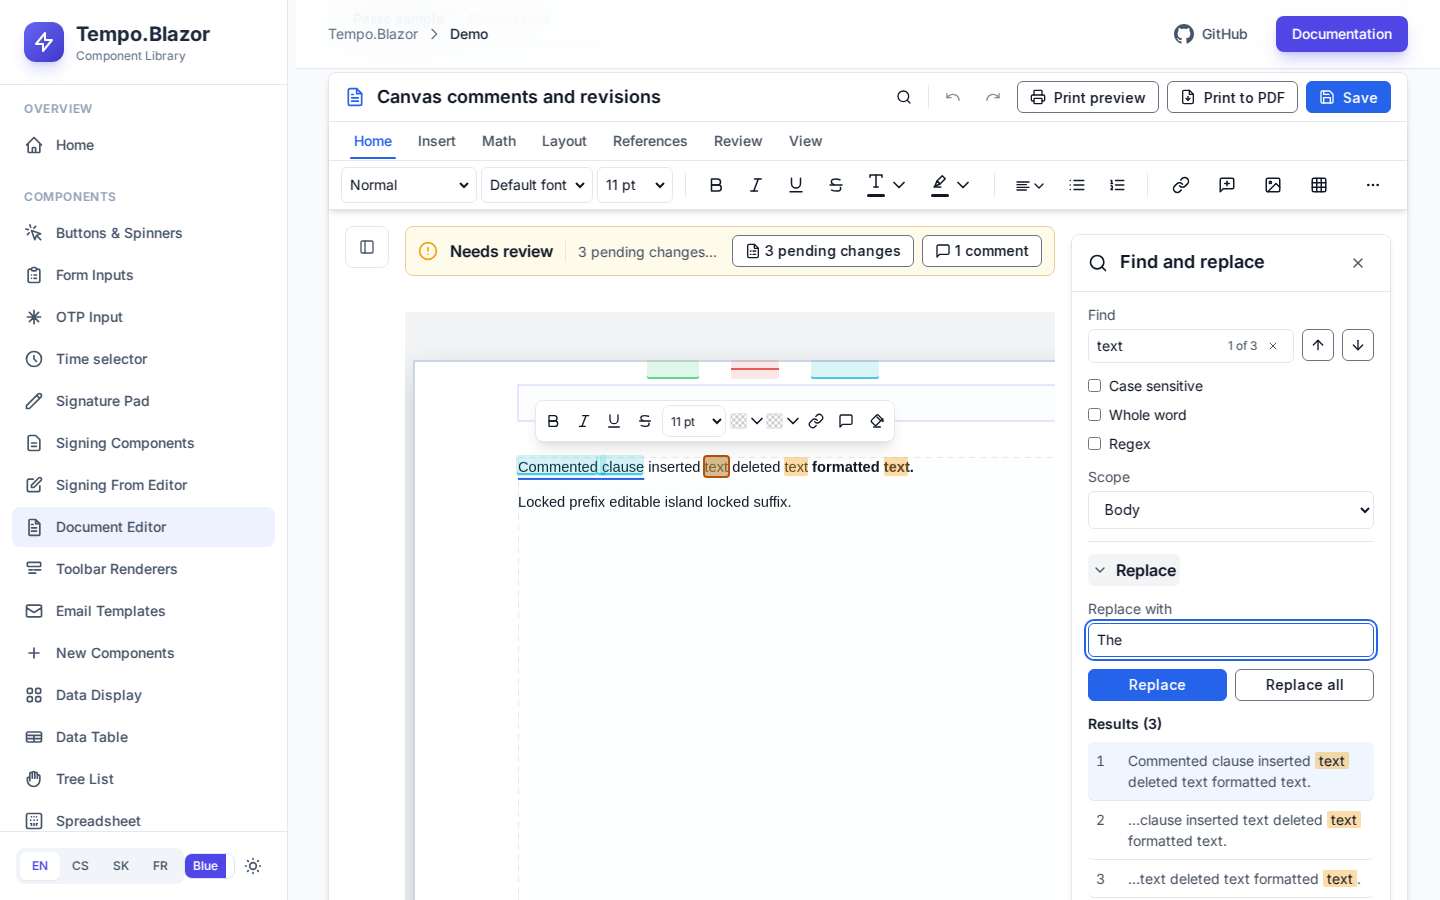 Tempo.Blazor
Component Library
OVERVIEW
Home
COMPONENTS
Buttons & Spinners
Form Inputs
OTP Input
Time selector
Signature Pad
Signing Components
Signing From Editor
Document Editor
Toolbar Renderers
Email Templates
New Components
Data Display
Data Table
Tree List
Spreadsheet
EN CS SK FR Blue
Tempo.Blazor > Demo
GitHub
Documentation
Canvas comments and revisions
Print preview
Print to PDF
Save
Home Insert Math Layout References Review View
Normal Default font 11 pt
Needs review 3 pending changes... 3 pending changes 1 comment
11 pt
Commented clause inserted text deleted text formatted text.
Locked prefix editable island locked suffix.
Find and replace
Find
text 1 of 3
Case sensitive
Whole word
Regex
Scope
Body
Replace
Replace with
The
Replace Replace all
Results (3)
1 Commented clause inserted text
deleted text formatted text.
2 ...clause inserted text deleted text
formatted text.
3 ...text deleted text formatted text.